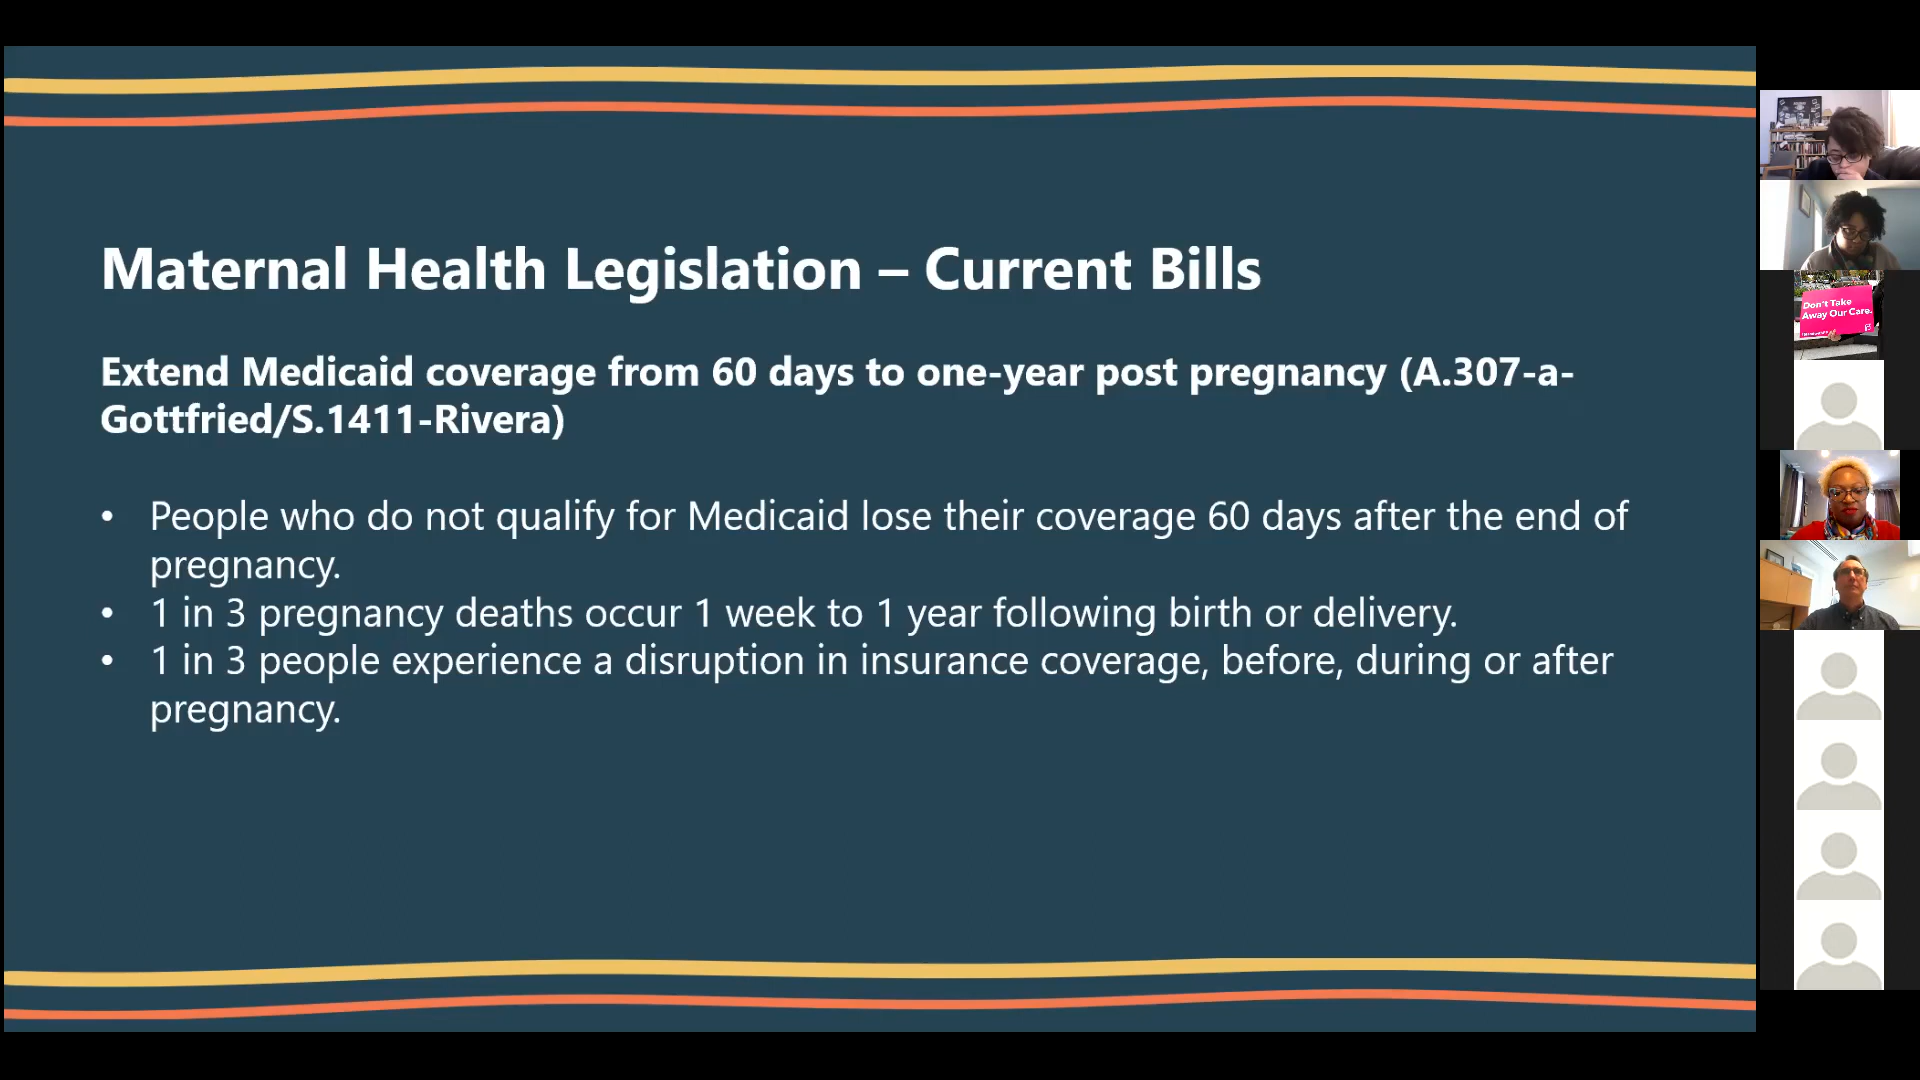 Maternal Health Legislation – Current Bills
Extend Medicaid coverage from 60 days to one-year post pregnancy (A.307-a-
Gottfried/S.1411-Rivera)
• People who do not qualify for Medicaid lose their coverage 60 days after the end of
pregnancy.
• 1 in 3 pregnancy deaths occur 1 week to 1 year following birth or delivery.
• 1 in 3 people experience a disruption in insurance coverage, before, during or after
pregnancy.
Don't Take
Away Our Care.